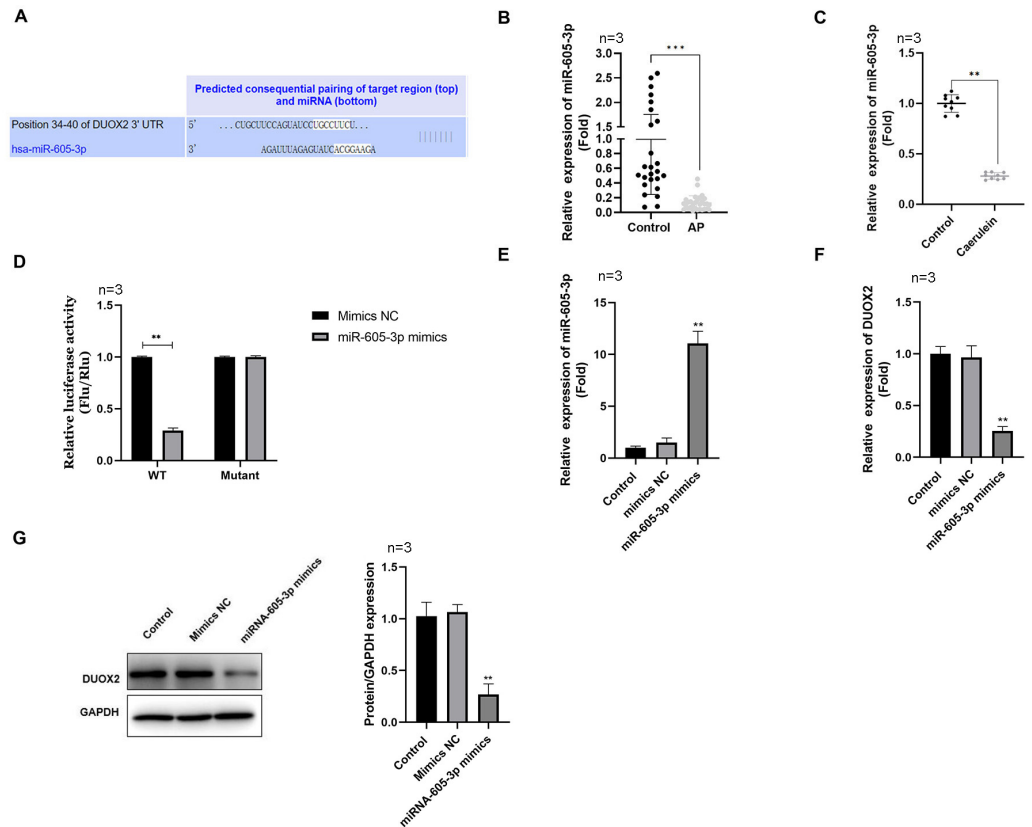 A
Predicted consequential pairing of target region (top)
and miRNA (bottom)
Position 34-40 of DUOX2 3' UTR 5' ...CUGCUUCCAGUAUCCUGCCUUCU...
hsa-miR-605-3p 3' AGAUUUAGAGUAUCACGGAAGA
B
n=3
Relative expression of miR-605-3p
(Fold)
3.0
2.5
2.0
1.5
1.0
1.0
0.8
0.6
0.4
0.2
0.0
***
Control AP
C
n=3
Relative expression of miR-605-3p
(Fold)
1.5
1.0
0.5
0.0
**
Control
Caerulein
D
n=3
Relative luciferase activity
(Flu/Rlu)
1.5
1.0
0.5
0.0
**
WT Mutant
Mimics NC
miR-605-3p mimics
E
n=3
Relative expression of miR-605-3p
(Fold)
15
10
5
0
**
Control
mimics NC
miR-605-3p mimics
F
n=3
Relative expression of DUOX2
(Fold)
1.5
1.0
0.5
0.0
**
Control
mimics NC
miR-605-3p mimics
G
Control
Mimics NC
miRNA-605-3p mimics
DUOX2
GAPDH
n=3
Protein/GAPDH expression
1.5
1.0
0.5
0.0
**
Control
Mimics NC
miRNA-605-3p mimics